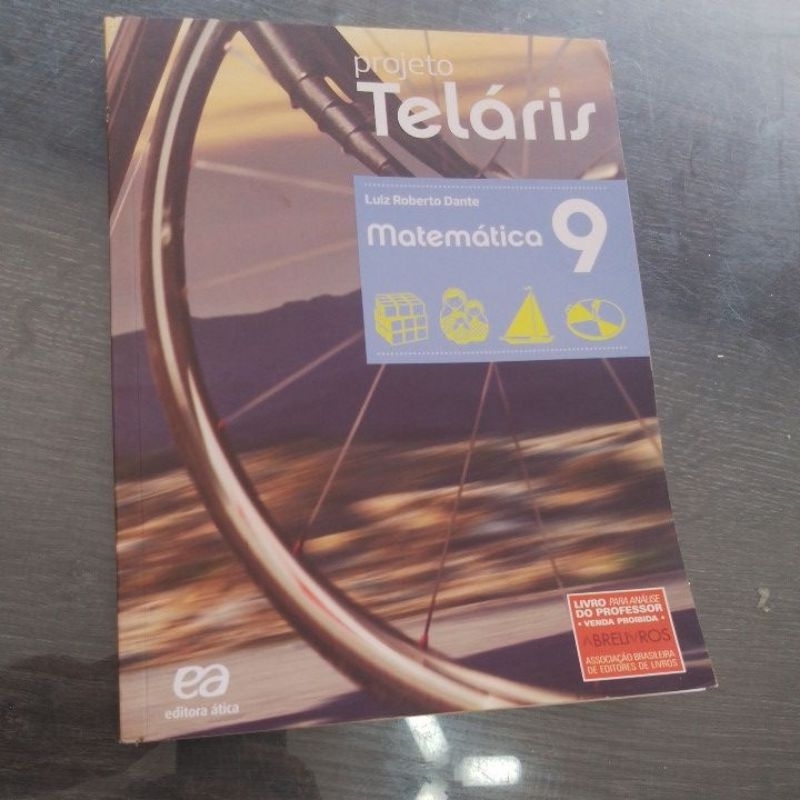 projeto
Teláris
Luiz Roberto Dante
Matemática 9
LIVRO PARA ANÁLISE
DO PROFESSOR
• VENDA PROIBIDA •
ABRELIVROS
ASSOCIAÇÃO BRASILEIRA
DE EDITORES DE LIVROS
ea
editora ática